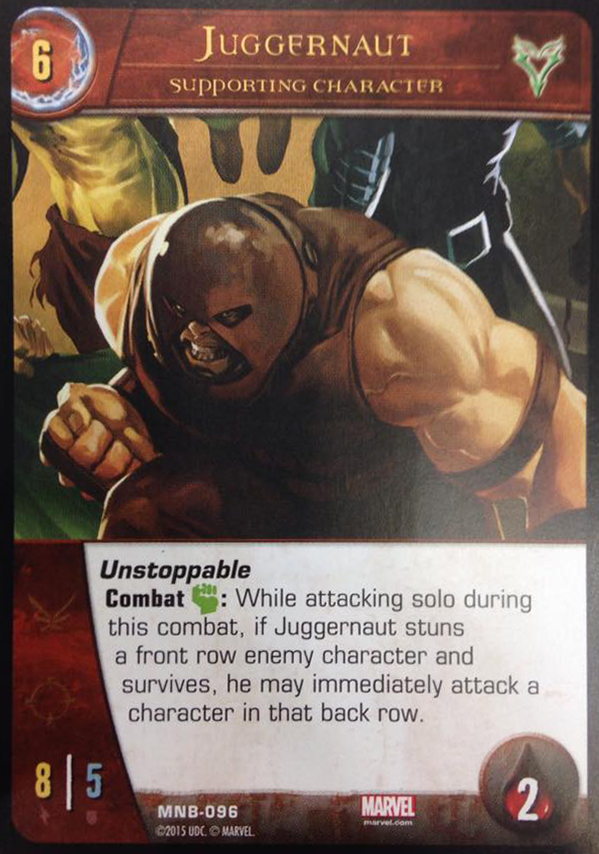 6
JUGGERNAUT
SUPPORTING CHARACTER
Unstoppable
Combat : While attacking solo during
this combat, if Juggernaut stuns
a front row enemy character and
survives, he may immediately attack a
character in that back row.
8 | 5
2
MNB-096
MARVEL
marvel.com
©2015 UDC. © MARVEL.